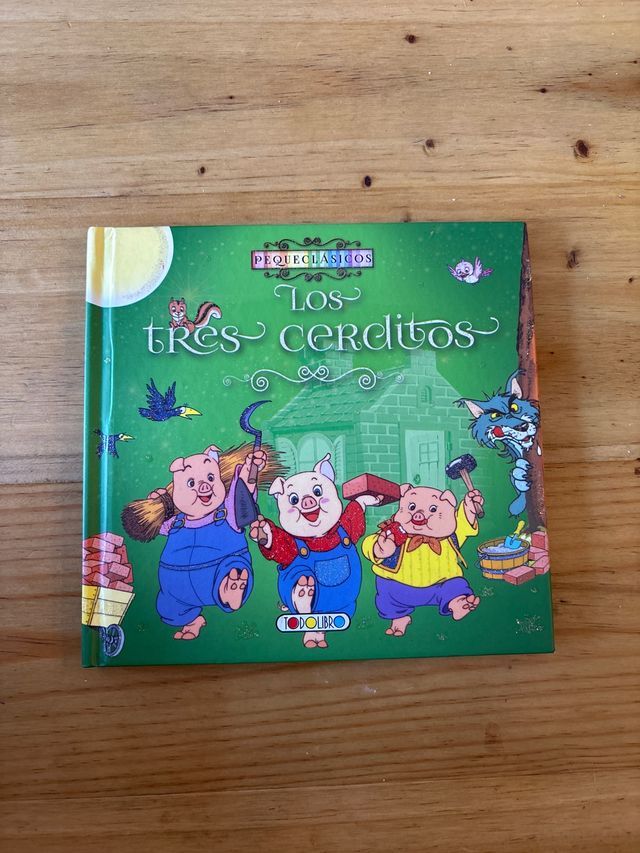 PEQUECLÁSICOS
LOS
TRES CERDITOS
TODOLIBRO